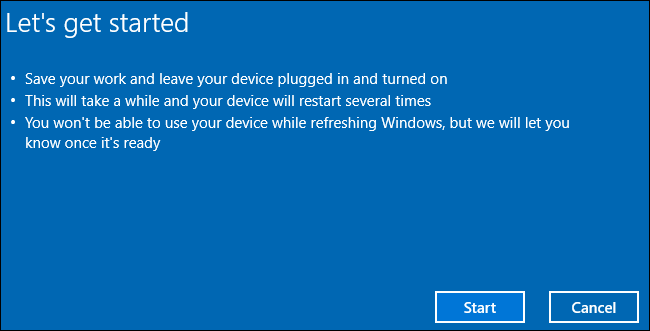 Let's get started
• Save your work and leave your device plugged in and turned on
• This will take a while and your device will restart several times
• You won't be able to use your device while refreshing Windows, but we will let you
know once it's ready
Start
Cancel